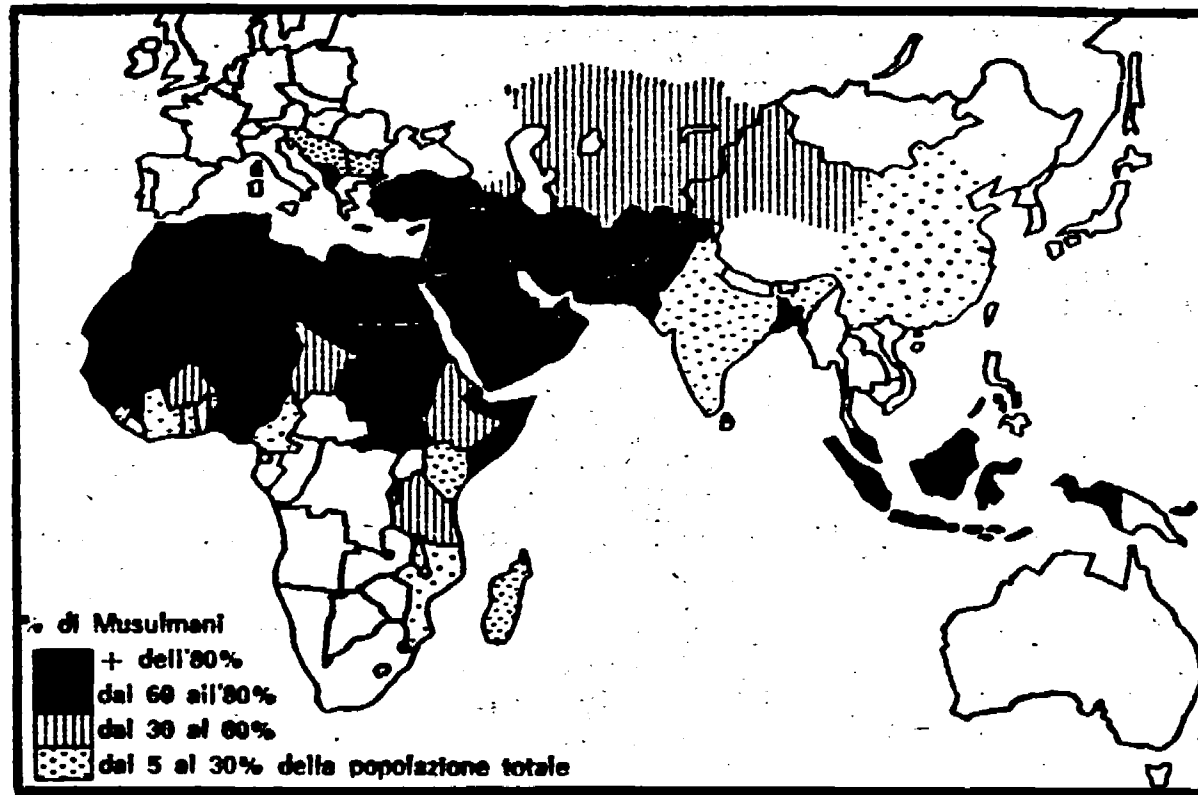 % di Musulmani
+ dell'80%
dal 60 all'80%
dal 30 al 60%
dal 5 al 30% della popolazione totale